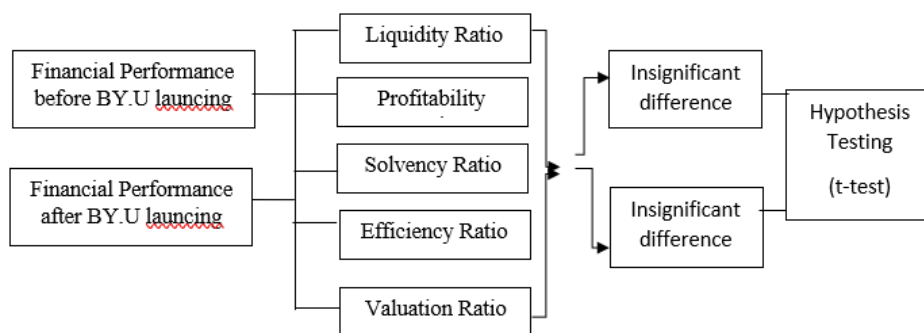 Financial Performance
before BY.U launcing
Financial Performance
after BY.U launcing
Liquidity Ratio
Profitability
Solvency Ratio
Efficiency Ratio
Valuation Ratio
Insignificant
difference
Insignificant
difference
Hypothesis
Testing
(t-test)